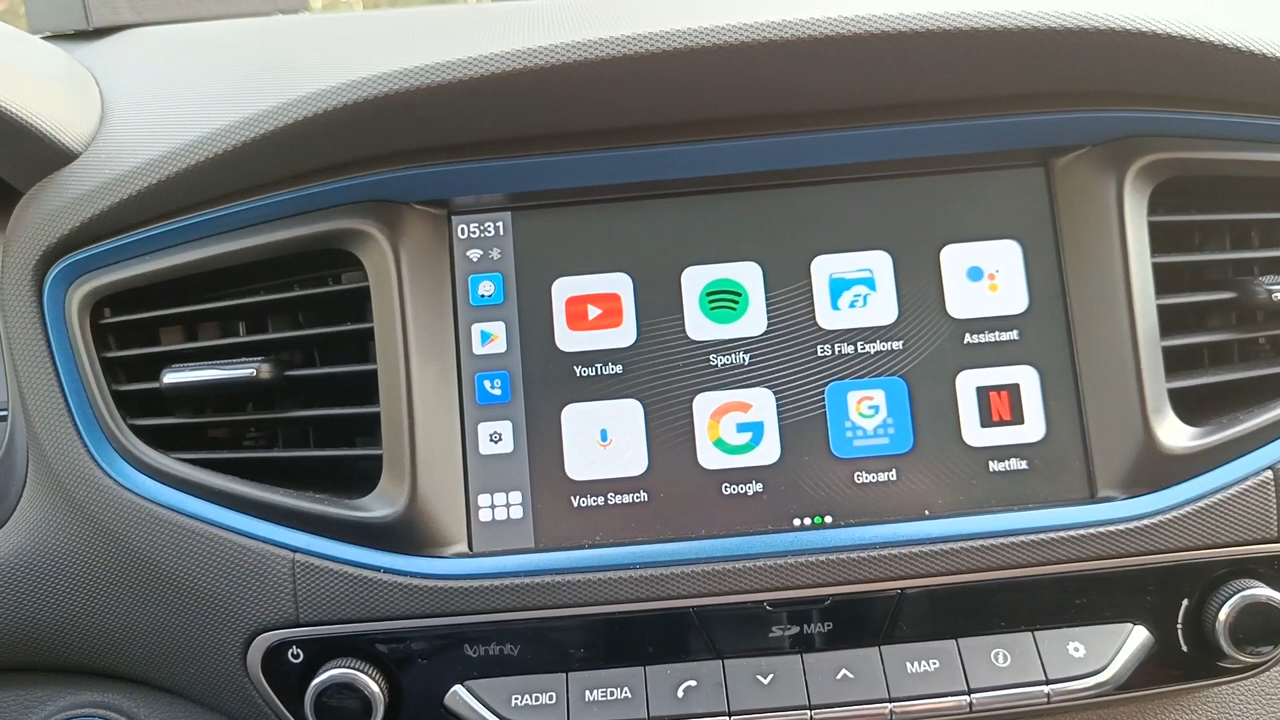 05:31
YouTube
Spotify
ES File Explorer
Assistant
Voice Search
Google
Gboard
Netflix
SD MAP
infinity
RADIO
MEDIA
MAP